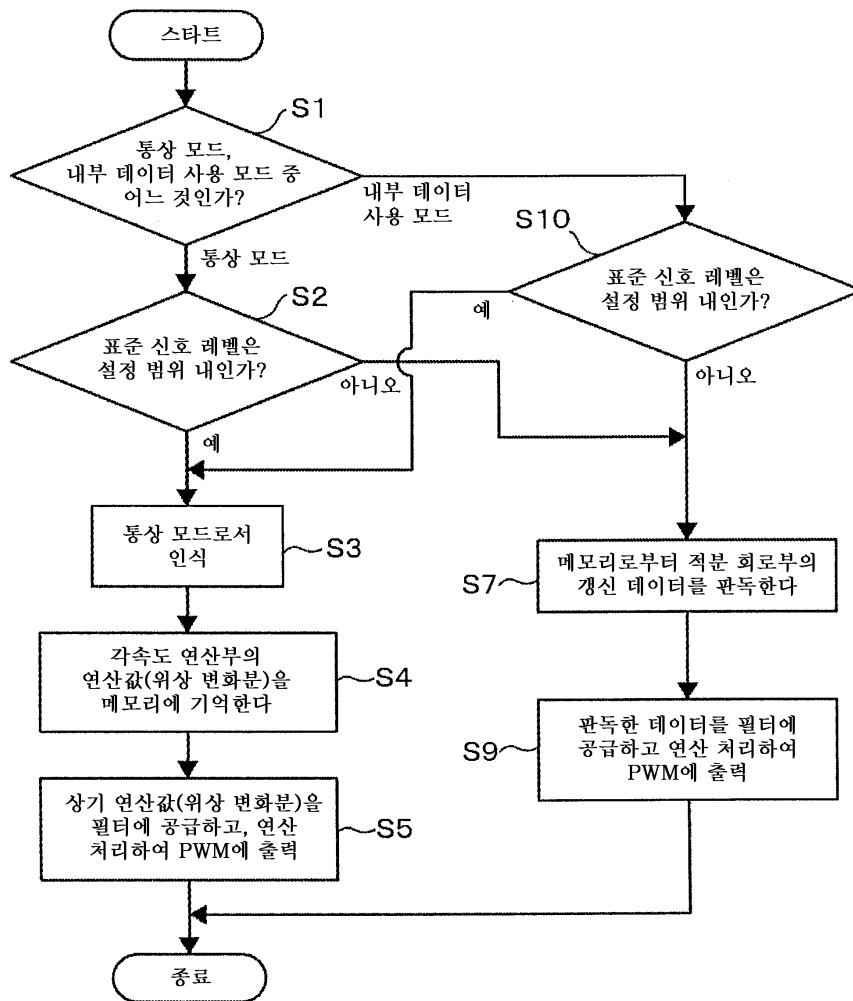 스타트
S1
통상 모드,
내부 데이터 사용 모드 중
어느 것인가?
내부 데이터
사용 모드
통상 모드
S10
표준 신호 레벨은
설정 범위 내인가?
예
아니오
S2
표준 신호 레벨은
설정 범위 내인가?
아니오
예
통상 모드로서
인식
S3
S7
메모리로부터 적분 회로부의
갱신 데이터를 판독한다
각속도 연산부의
연산값(위상 변화분)을
메모리에 기억한다
S4
S9
판독한 데이터를 필터에
공급하고 연산 처리하여
PWM에 출력
상기 연산값(위상 변화분)을
필터에 공급하고, 연산
처리하여 PWM에 출력
S5
종료